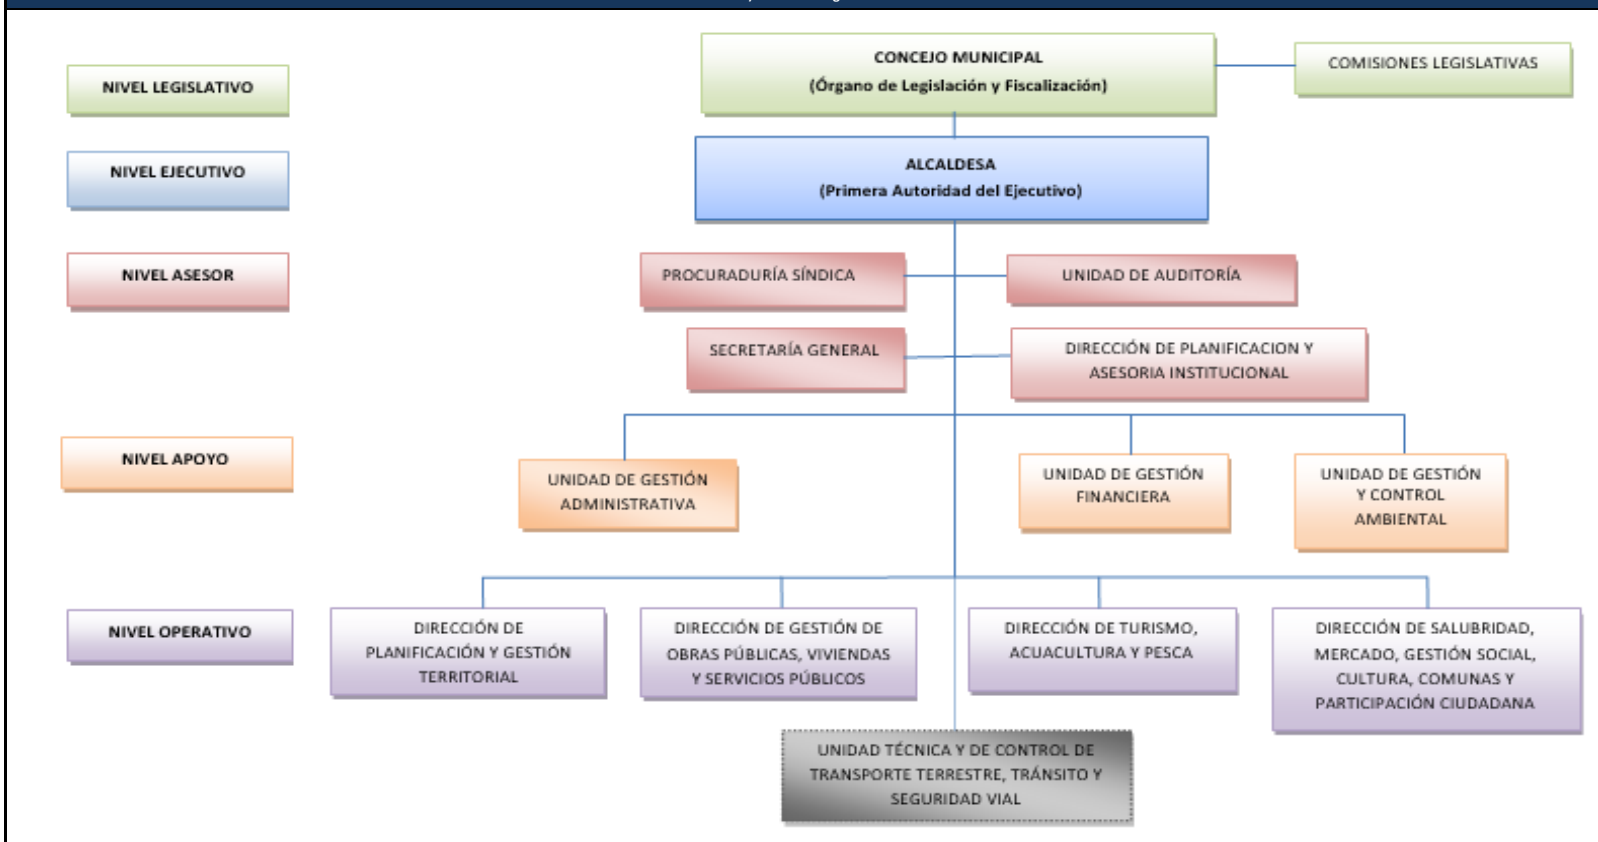 CONCEJO MUNICIPAL
(Órgano de Legislación y Fiscalización)
COMISIONES LEGISLATIVAS
NIVEL LEGISLATIVO
NIVEL EJECUTIVO
ALCALDESA
(Primera Autoridad del Ejecutivo)
NIVEL ASESOR
PROCURADURÍA SÍNDICA
UNIDAD DE AUDITORÍA
SECRETARÍA GENERAL
DIRECCIÓN DE PLANIFICACION Y
ASESORIA INSTITUCIONAL
NIVEL APOYO
UNIDAD DE GESTIÓN
ADMINISTRATIVA
UNIDAD DE GESTIÓN
FINANCIERA
UNIDAD DE GESTIÓN
Y CONTROL
AMBIENTAL
NIVEL OPERATIVO
DIRECCIÓN DE
PLANIFICACIÓN Y GESTIÓN
TERRITORIAL
DIRECCIÓN DE GESTIÓN DE
OBRAS PÚBLICAS, VIVIENDAS
Y SERVICIOS PÚBLICOS
DIRECCIÓN DE TURISMO,
ACUACULTURA Y PESCA
DIRECCIÓN DE SALUBRIDAD,
MERCADO, GESTIÓN SOCIAL,
CULTURA, COMUNAS Y
PARTICIPACIÓN CIUDADANA
UNIDAD TÉCNICA Y DE CONTROL DE
TRANSPORTE TERRESTRE, TRÁNSITO Y
SEGURIDAD VIAL